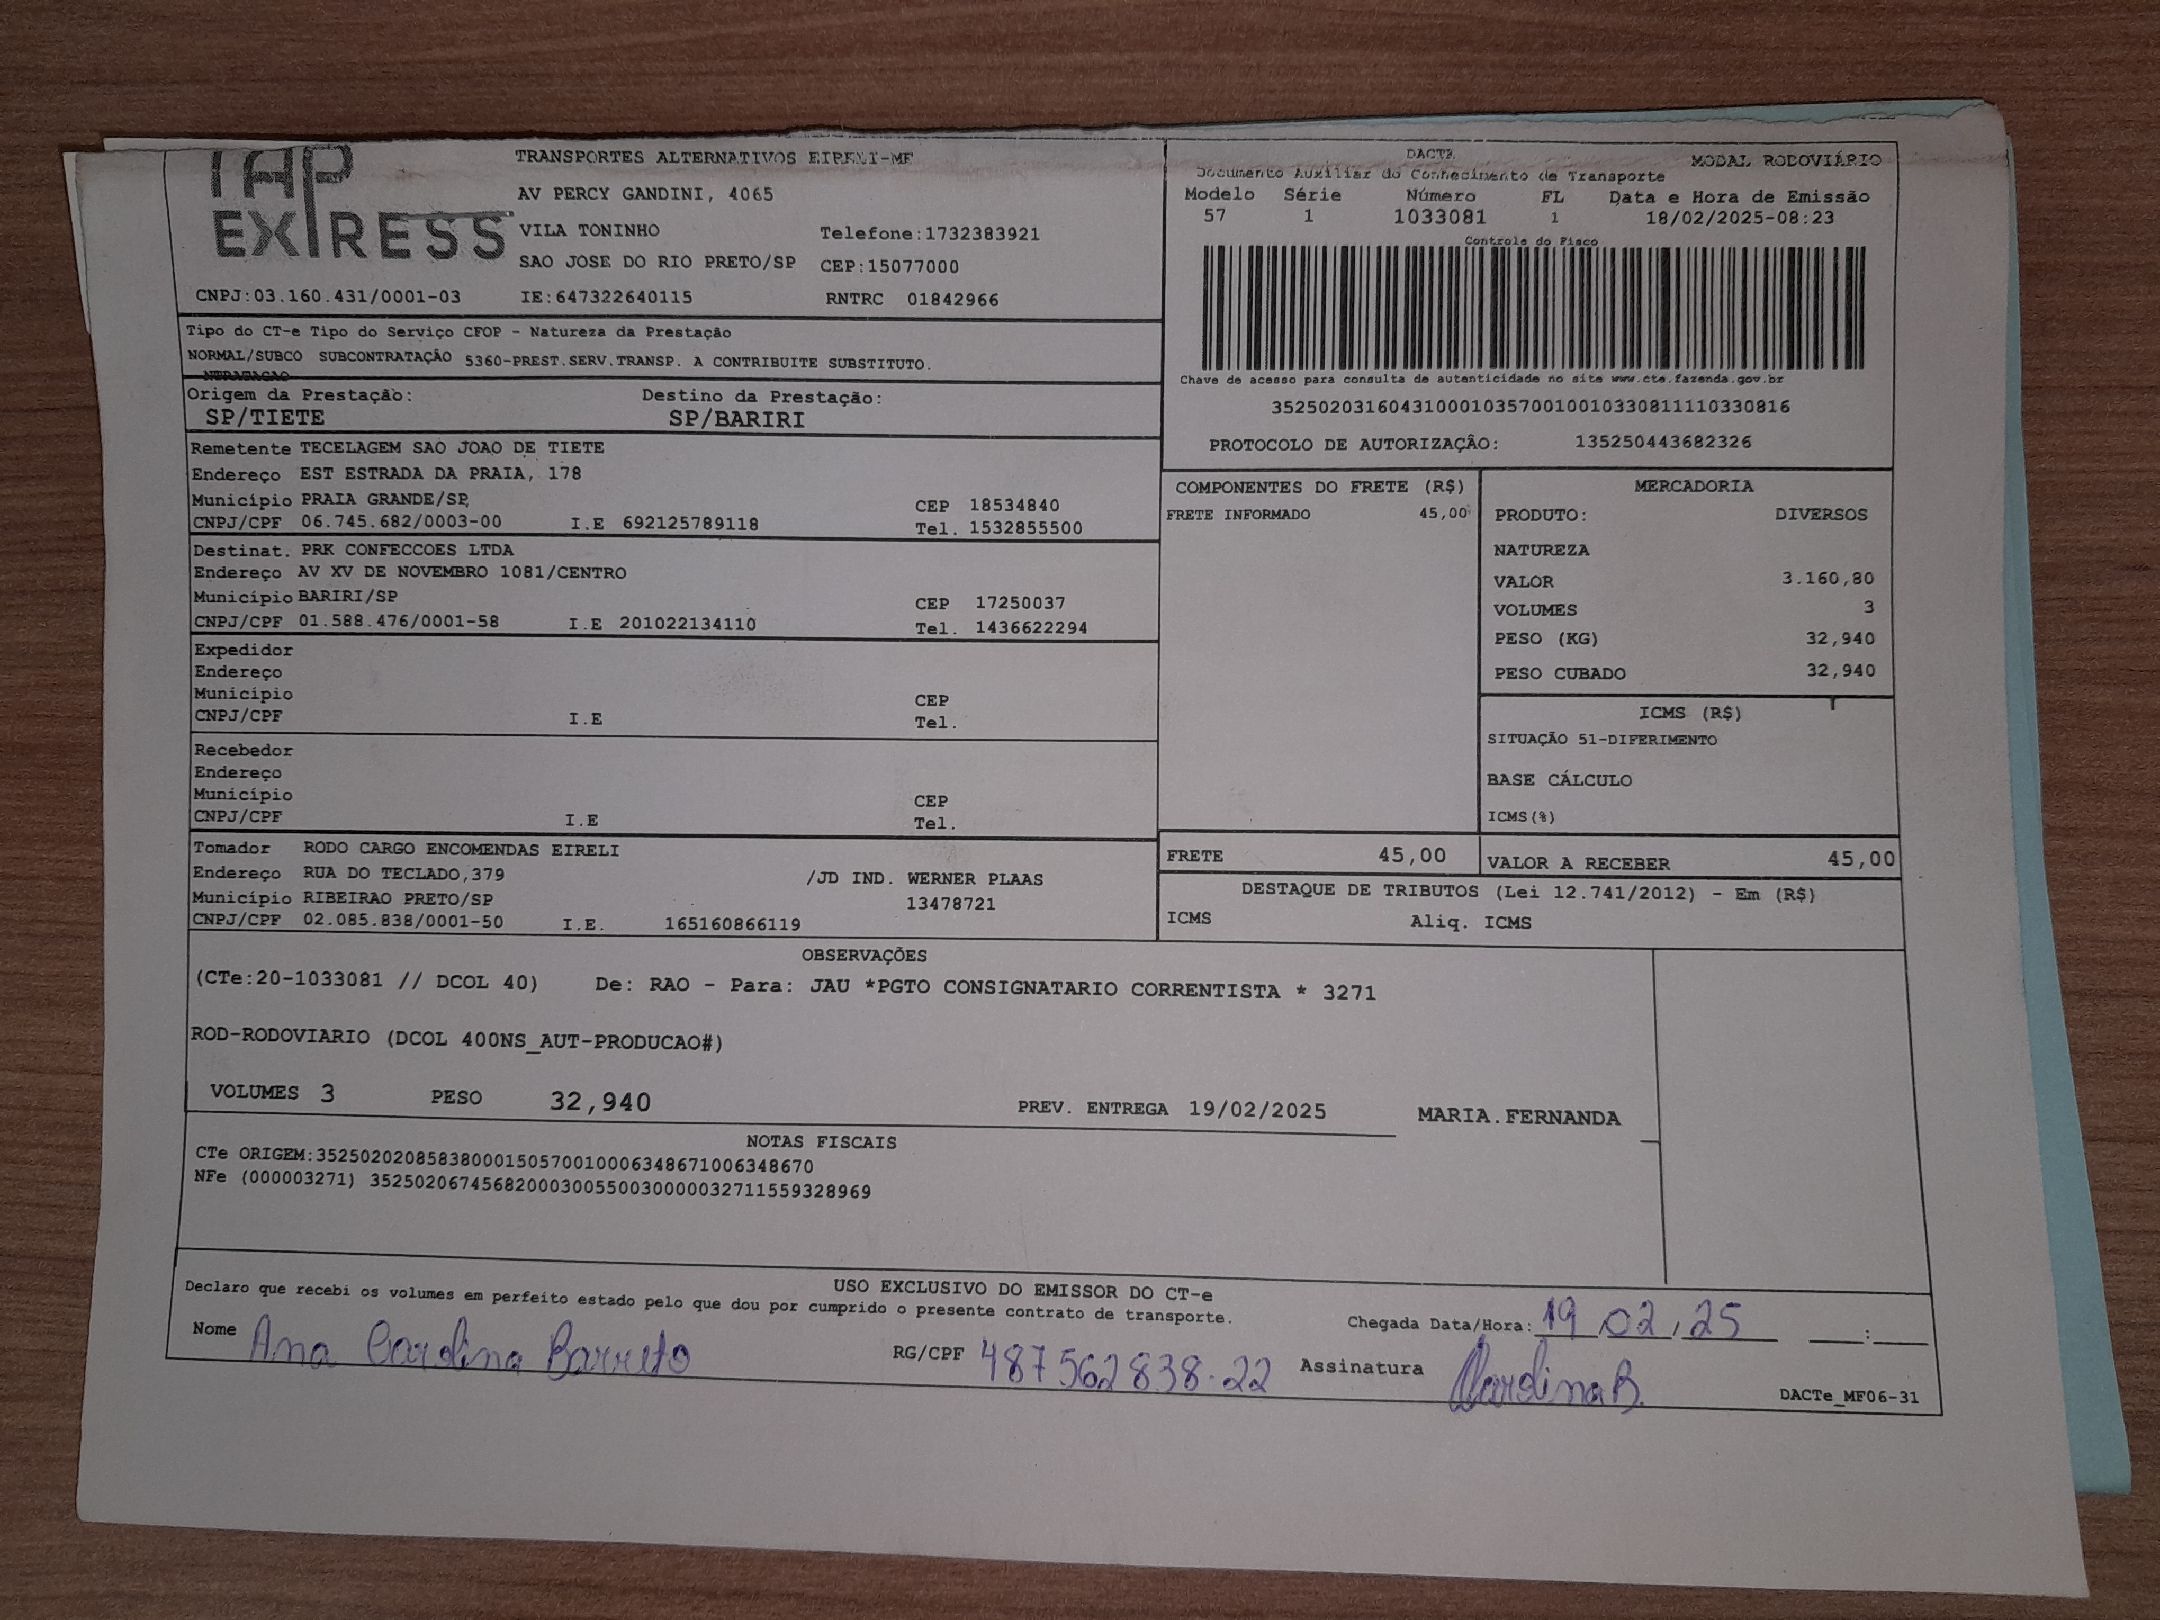 TAP
EXPRESS
TRANSPORTES ALTERNATIVOS EIRELI-ME
AV PERCY GANDINI, 4065
VILA TONINHO Telefone:1732383921
SAO JOSE DO RIO PRETO/SP CEP:15077000
CNPJ:03.160.431/0001-03 IE:647322640115 RNTRC 01842966
DACTE MODAL RODOVIÁRIO
Documento Auxiliar do Conhecimento de Transporte
Modelo Série Número FL Data e Hora de Emissão
57 1 1033081 1 18/02/2025-08:23
Controle do Fisco
Chave de acesso para consulta de autenticidade no site www.cte.fazenda.gov.br
35250203160431000103570010010330811110330816
PROTOCOLO DE AUTORIZAÇÃO: 135250443682326
Tipo do CT-e Tipo do Serviço CFOP - Natureza da Prestação
NORMAL/SUBCO SUBCONTRATAÇÃO 5360-PREST.SERV.TRANSP. A CONTRIBUITE SUBSTITUTO.
NTRATACAO
Origem da Prestação: Destino da Prestação:
SP/TIETE SP/BARIRI
Remetente TECELAGEM SAO JOAO DE TIETE
Endereço EST ESTRADA DA PRAIA, 178
Município PRAIA GRANDE/SP, CEP 18534840
CNPJ/CPF 06.745.682/0003-00 I.E 692125789118 Tel. 1532855500
Destinat. PRK CONFECCOES LTDA
Endereço AV XV DE NOVEMBRO 1081/CENTRO
Município BARIRI/SP CEP 17250037
CNPJ/CPF 01.588.476/0001-58 I.E 201022134110 Tel. 1436622294
Expedidor
Endereço
Município CEP
CNPJ/CPF I.E Tel.
Recebedor
Endereço
Município CEP
CNPJ/CPF I.E Tel.
Tomador RODO CARGO ENCOMENDAS EIRELI
Endereço RUA DO TECLADO,379 /JD IND. WERNER PLAAS
Município RIBEIRAO PRETO/SP 13478721
CNPJ/CPF 02.085.838/0001-50 I.E. 165160866119
COMPONENTES DO FRETE (R$)
FRETE INFORMADO 45,00
MERCADORIA
PRODUTO: DIVERSOS
NATUREZA
VALOR 3.160,80
VOLUMES 3
PESO (KG) 32,940
PESO CUBADO 32,940
ICMS (R$)
SITUAÇÃO 51-DIFERIMENTO
BASE CÁLCULO
ICMS(%)
FRETE 45,00 VALOR A RECEBER 45,00
DESTAQUE DE TRIBUTOS (Lei 12.741/2012) - Em (R$)
ICMS Aliq. ICMS
OBSERVAÇÕES
(CTe:20-1033081 // DCOL 40) De: RAO - Para: JAU *PGTO CONSIGNATARIO CORRENTISTA * 3271
ROD-RODOVIARIO (DCOL 400NS_AUT-PRODUCAO#)
VOLUMES 3 PESO 32,940 PREV. ENTREGA 19/02/2025 MARIA.FERNANDA
NOTAS FISCAIS
CTe ORIGEM:35250202085838000150570010006348671006348670
NFe (000003271) 35250206745682000300550030000032711559328969
USO EXCLUSIVO DO EMISSOR DO CT-e
Declaro que recebi os volumes em perfeito estado pelo que dou por cumprido o presente contrato de transporte.
Chegada Data/Hora: 19/02/25 __:__
Nome Ana Carolina Barreto RG/CPF 487562838-22 Assinatura Carolina B.
DACTe_MF06-31